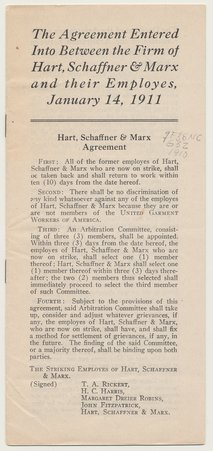 The Agreement Entered
Into Between the Firm of
Hart, Schaffner & Marx
and their Employes,
January 14, 1911
Hart, Schaffner & Marx
Agreement
FIRST: All of the former employes of Hart,
Schaffner & Marx who are now on strike, shall
be taken back and shall return to work within
ten (10) days from the date hereof.
SECOND: There shall be no discrimination of
any kind whatsoever against any of the employes
of Hart, Schaffner & Marx because they are or
are not members of the UNITED GARMENT
WORKERS OF AMERICA.
THIRD: An Arbitration Committee, consist-
ing of three (3) members, shall be appointed.
Within three (3) days from the date hereof, the
employes of Hart, Schaffner & Marx who are
now on strike, shall select one (1) member
thereof; Hart, Schaffner & Marx shall select one
(1) member thereof within three (3) days there-
after; the two (2) members thus selected shall
immediately proceed to select the third member
of such Committee.
FOURTH: Subject to the provisions of this
agreement, said Arbitration Committee shall take
up, consider and adjust whatever grievances, if
any, the employes of Hart, Schaffner & Marx,
who are now on strike, shall have, and shall fix
a method for settlement of grievances, if any, in
the future. The finding of the said Committee,
or a majority thereof, shall be binding upon both
parties.
THE STRIKING EMPLOYES OF HART, SCHAFFNER
& MARX.
(Signed) T. A. RICKERT,
H. C. HARRIS,
MARGARET DREIER ROBINS,
JOHN FITZPATRICK,
HART, SCHAFFNER & MARX.